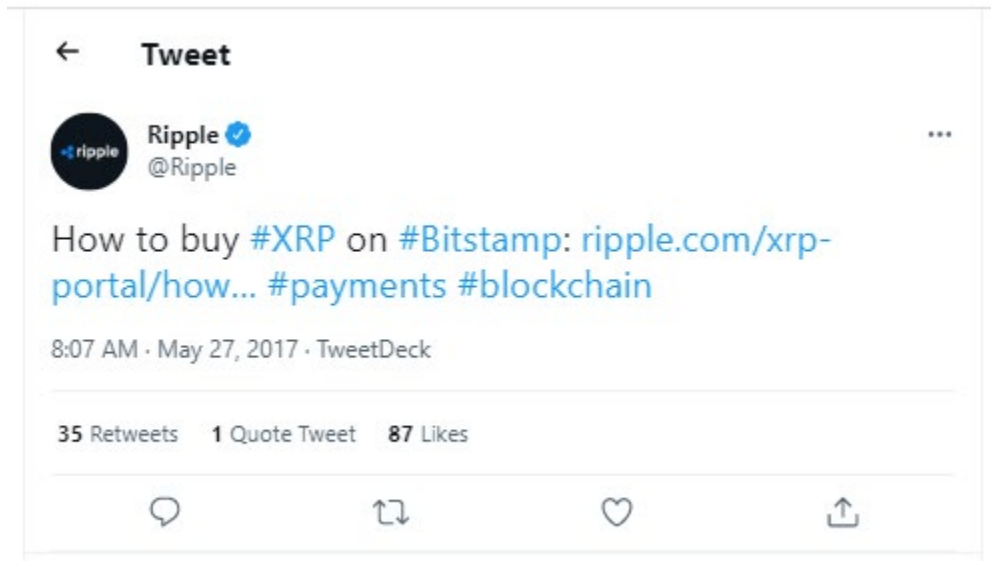 Tweet
ripple
Ripple
@Ripple
How to buy #XRP on #Bitstamp: ripple.com/xrp-
portal/how... #payments #blockchain
8:07 AM · May 27, 2017 · TweetDeck
35 Retweets 1 Quote Tweet 87 Likes